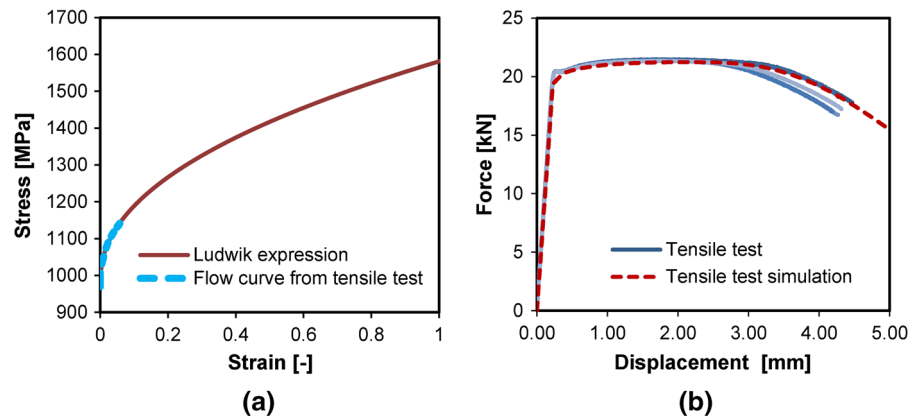 1700
1600
1500
1400
1300
1200
1100
1000
900
Stress [MPa]
Ludwik expression
Flow curve from tensile test
0
0.2
0.4
0.6
0.8
1
Strain [-]
(a)
25
20
15
10
5
0
Force [kN]
Tensile test
Tensile test simulation
0.00
1.00
2.00
3.00
4.00
5.00
Displacement [mm]
(b)